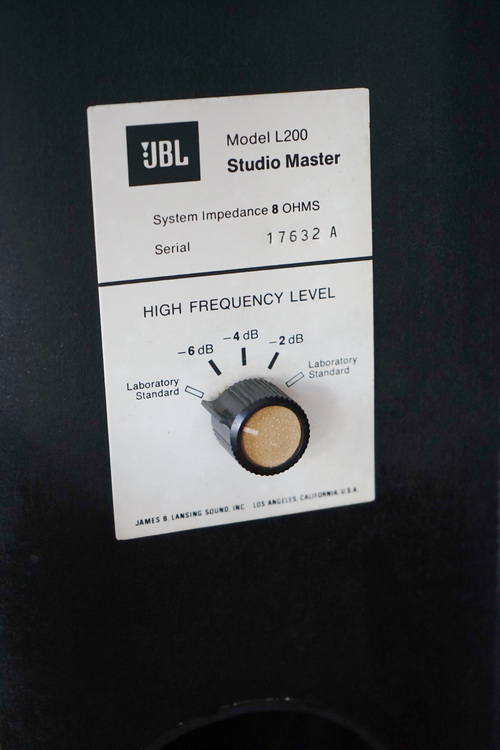 JBL
Model L200
Studio Master
System Impedance 8 OHMS
Serial 17632 A
HIGH FREQUENCY LEVEL
−6 dB −4 dB −2 dB
Laboratory
Standard
Laboratory
Standard
JAMES B. LANSING SOUND, INC. LOS ANGELES, CALIFORNIA, U.S.A.